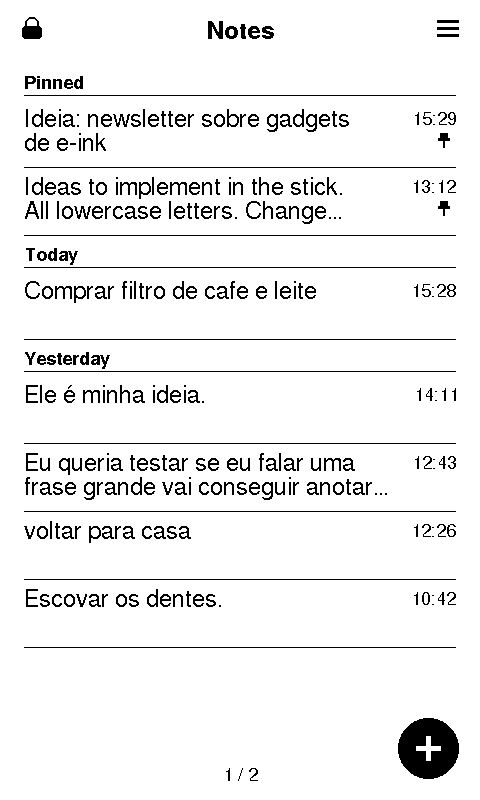 Notes
Pinned
Ideia: newsletter sobre gadgets 15:29
de e-ink
Ideas to implement in the stick. 13:12
All lowercase letters. Change...
Today
Comprar filtro de cafe e leite 15:28
Yesterday
Ele é minha ideia. 14:11
Eu queria testar se eu falar uma 12:43
frase grande vai conseguir anotar...
voltar para casa 12:26
Escovar os dentes. 10:42
1 / 2